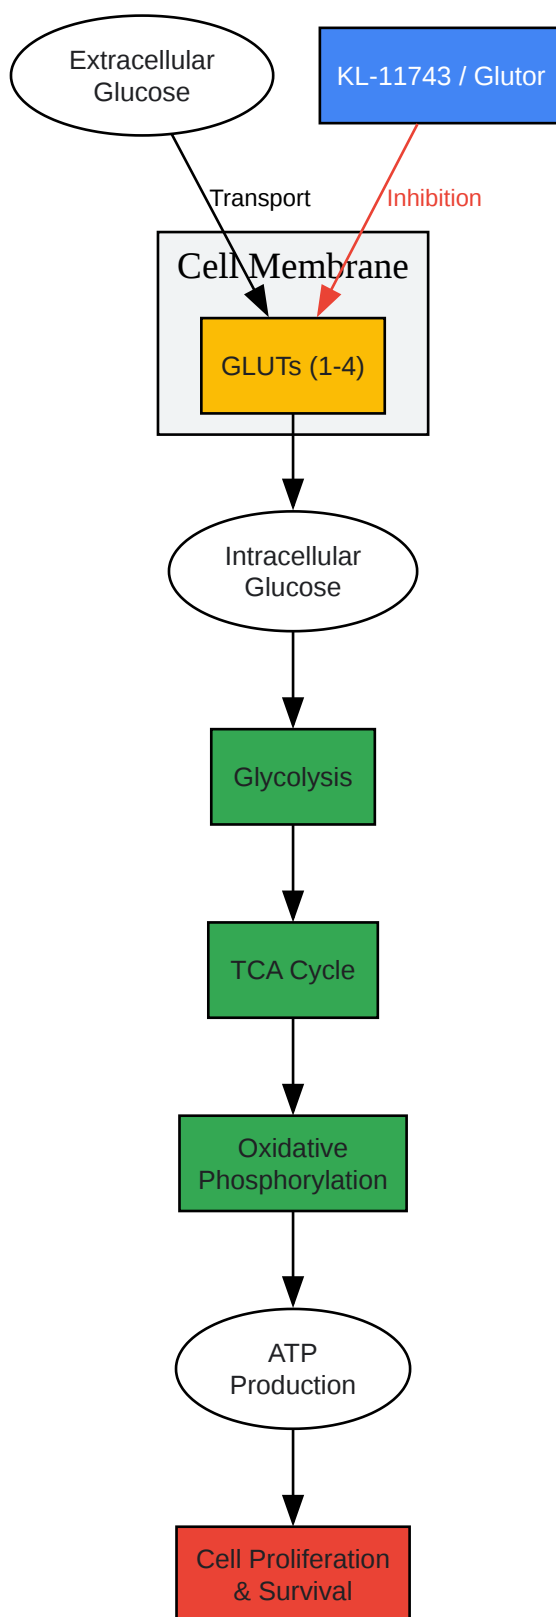 Extracellular
Glucose
KL-11743 / Glutor
Transport
Inhibition
Cell Membrane
GLUTs (1-4)
Intracellular
Glucose
Glycolysis
TCA Cycle
Oxidative
Phosphorylation
ATP
Production
Cell Proliferation
& Survival